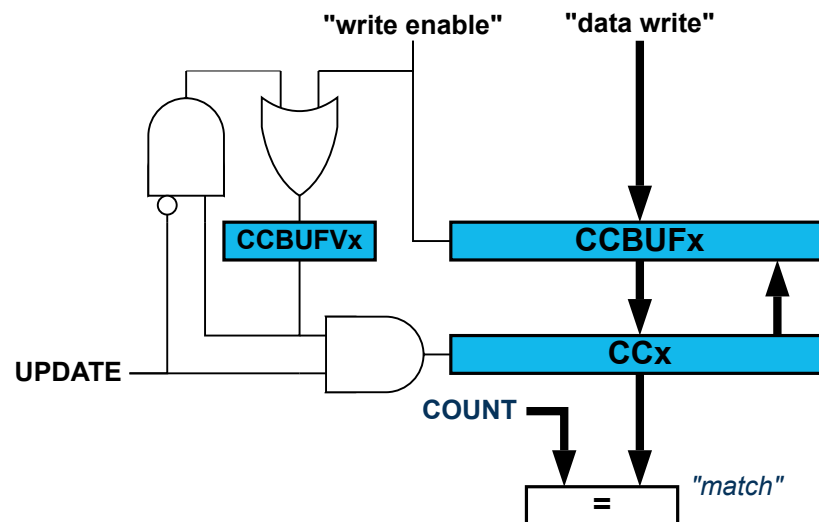 "write enable"
"data write"
CCBUFVx
CCBUFx
CCx
UPDATE
COUNT
"match"
=